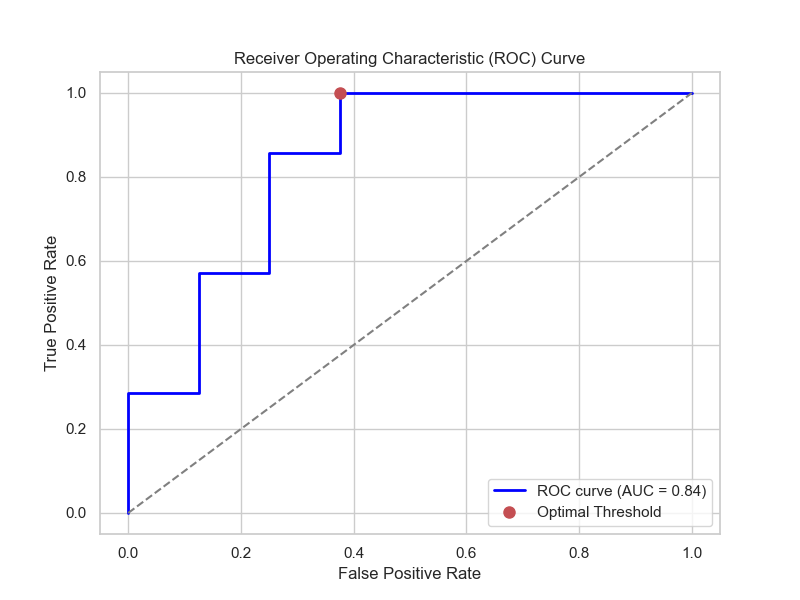 Receiver Operating Characteristic (ROC) Curve
1.0
0.8
0.6
0.4
0.2
0.0
True Positive Rate
0.0 0.2 0.4 0.6 0.8 1.0
False Positive Rate
ROC curve (AUC = 0.84)
Optimal Threshold